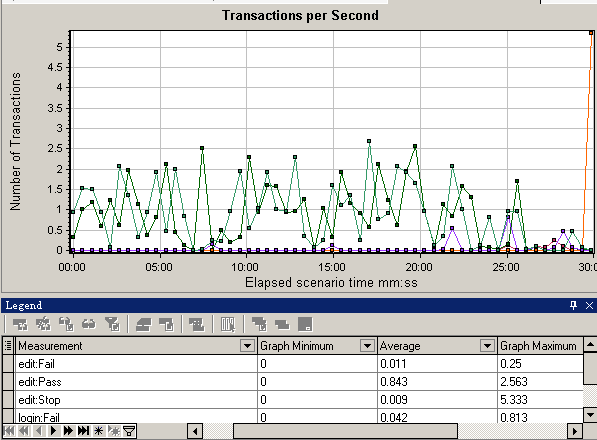 Transactions per Second
Number of Transactions
5
4.5
4
3.5
3
2.5
2
1.5
1
0.5
0
00:00 05:00 10:00 15:00 20:00 25:00 30:00
Elapsed scenario time mm:ss
Legend
Measurement Graph Minimum Average Graph Maximum
edit:Fail 0 0.011 0.25
edit:Pass 0 0.843 2.563
edit:Stop 0 0.009 5.333
login:Fail 0 0.042 0.813